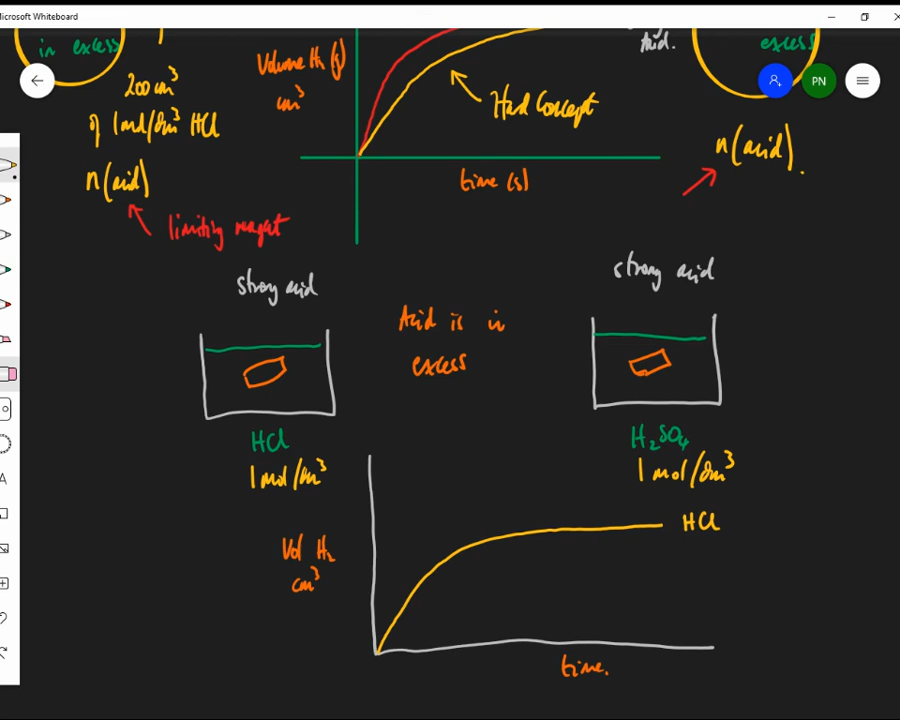 Microsoft Whiteboard
in excess
200 cm³
of 1 mol/dm³ HCl
n(acid)
limiting reagent
Volume H₂ (g)
cm³
Hard Concept
time (s)
acid.
excess
PN
n(acid).
strong acid
strong acid
Acid is in
excess
HCl
1 mol/dm³
H₂SO₄
1 mol/dm³
HCl
Vol H₂
cm³
time.